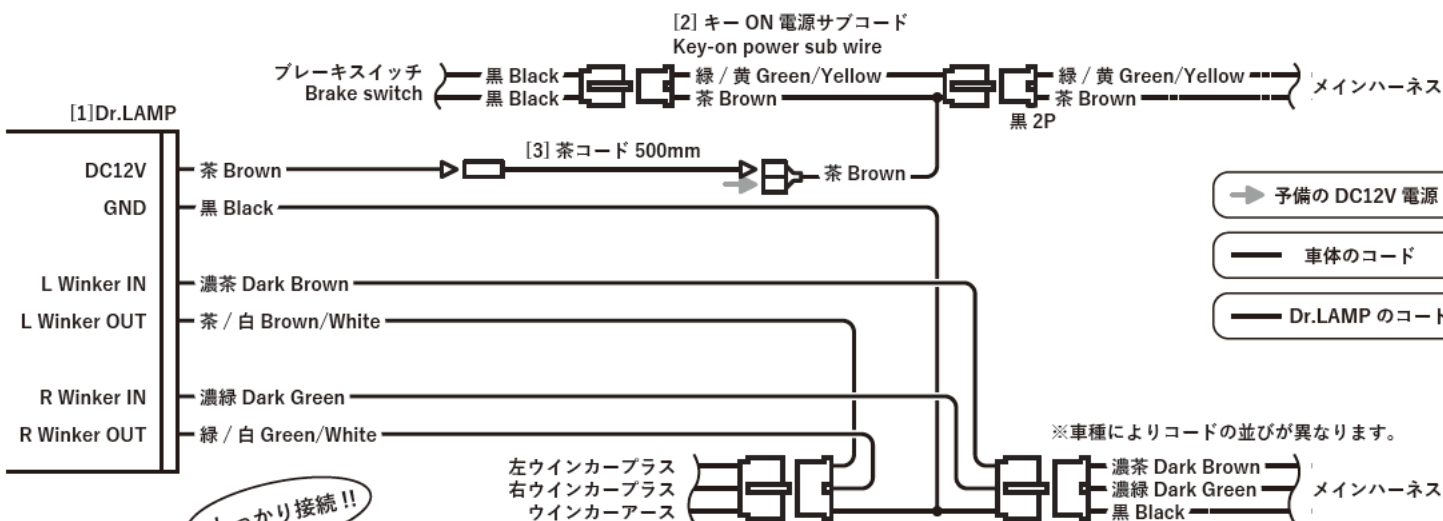 [2] キー ON 電源サブコード
Key-on power sub wire
ブレーキスイッチ
Brake switch
黒 Black
黒 Black
緑 / 黄 Green/Yellow
茶 Brown
緑 / 黄 Green/Yellow
茶 Brown
メインハーネス
黒 2P
[1]Dr.LAMP
[3] 茶コード 500mm
DC12V
茶 Brown
茶 Brown
GND
黒 Black
予備の DC12V 電源
車体のコード
Dr.LAMP のコード
L Winker IN
濃茶 Dark Brown
L Winker OUT
茶 / 白 Brown/White
R Winker IN
濃緑 Dark Green
R Winker OUT
緑 / 白 Green/White
※車種によりコードの並びが異なります。
左ウインカープラス
右ウインカープラス
ウインカーアース
濃茶 Dark Brown
濃緑 Dark Green
黒 Black
メインハーネス
かり接続 !!